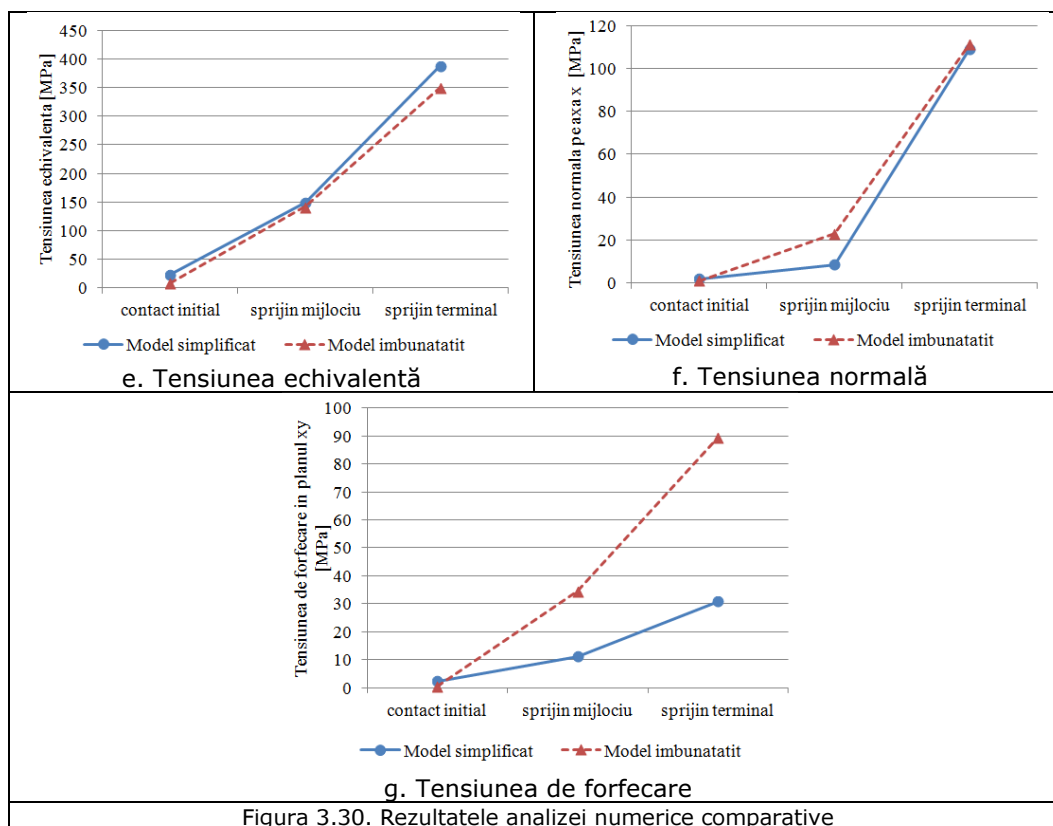 Tensiunea echivalenta [MPa]
450
400
350
300
250
200
150
100
50
0
contact initial sprijin mijlociu sprijin terminal
Model simplificat Model imbunatatit
e. Tensiunea echivalentă
Tensiunea normala pe axa x [MPa]
120
100
80
60
40
20
0
contact initial sprijin mijlociu sprijin terminal
Model simplificat Model imbunatatit
f. Tensiunea normală
Tensiunea de forfecare in planul xy
[MPa]
100
90
80
70
60
50
40
30
20
10
0
contact initial sprijin mijlociu sprijin terminal
Model simplificat Model imbunatatit
g. Tensiunea de forfecare
Figura 3.30. Rezultatele analizei numerice comparative